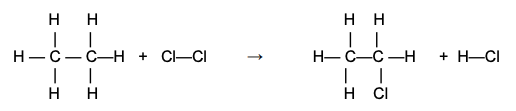 H H H H
H — C — C — H + Cl — Cl → H — C — C — H + H — Cl
H H H Cl